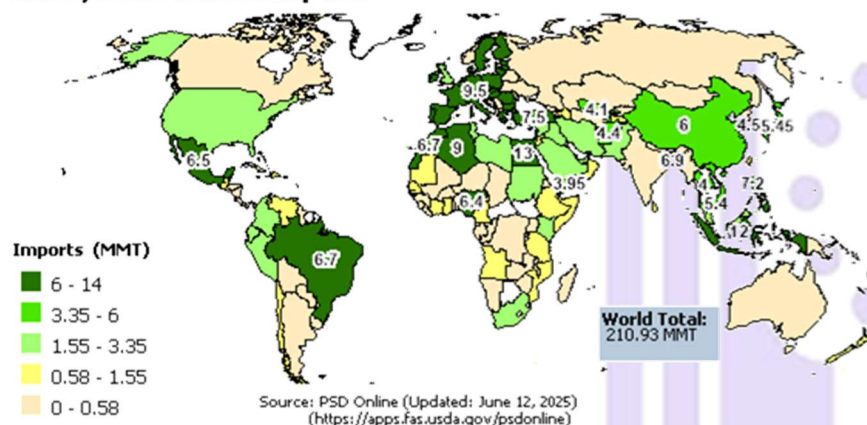 9.5
7.5
4.1
6
4.5
5.45
6.7
9
13
4.4
6.9
6.5
3.95
4
7.2
6.4
5.4
12
6.7
Imports (MMT)
6 - 14
3.35 - 6
1.55 - 3.35
0.58 - 1.55
0 - 0.58
World Total:
210.93 MMT
Source: PSD Online (Updated: June 12, 2025)
(https://apps.fas.usda.gov/psdonline)